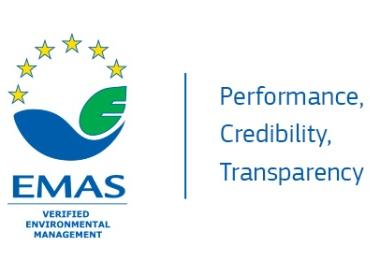 EMAS
VERIFIED
ENVIRONMENTAL
MANAGEMENT
Performance,
Credibility,
Transparency